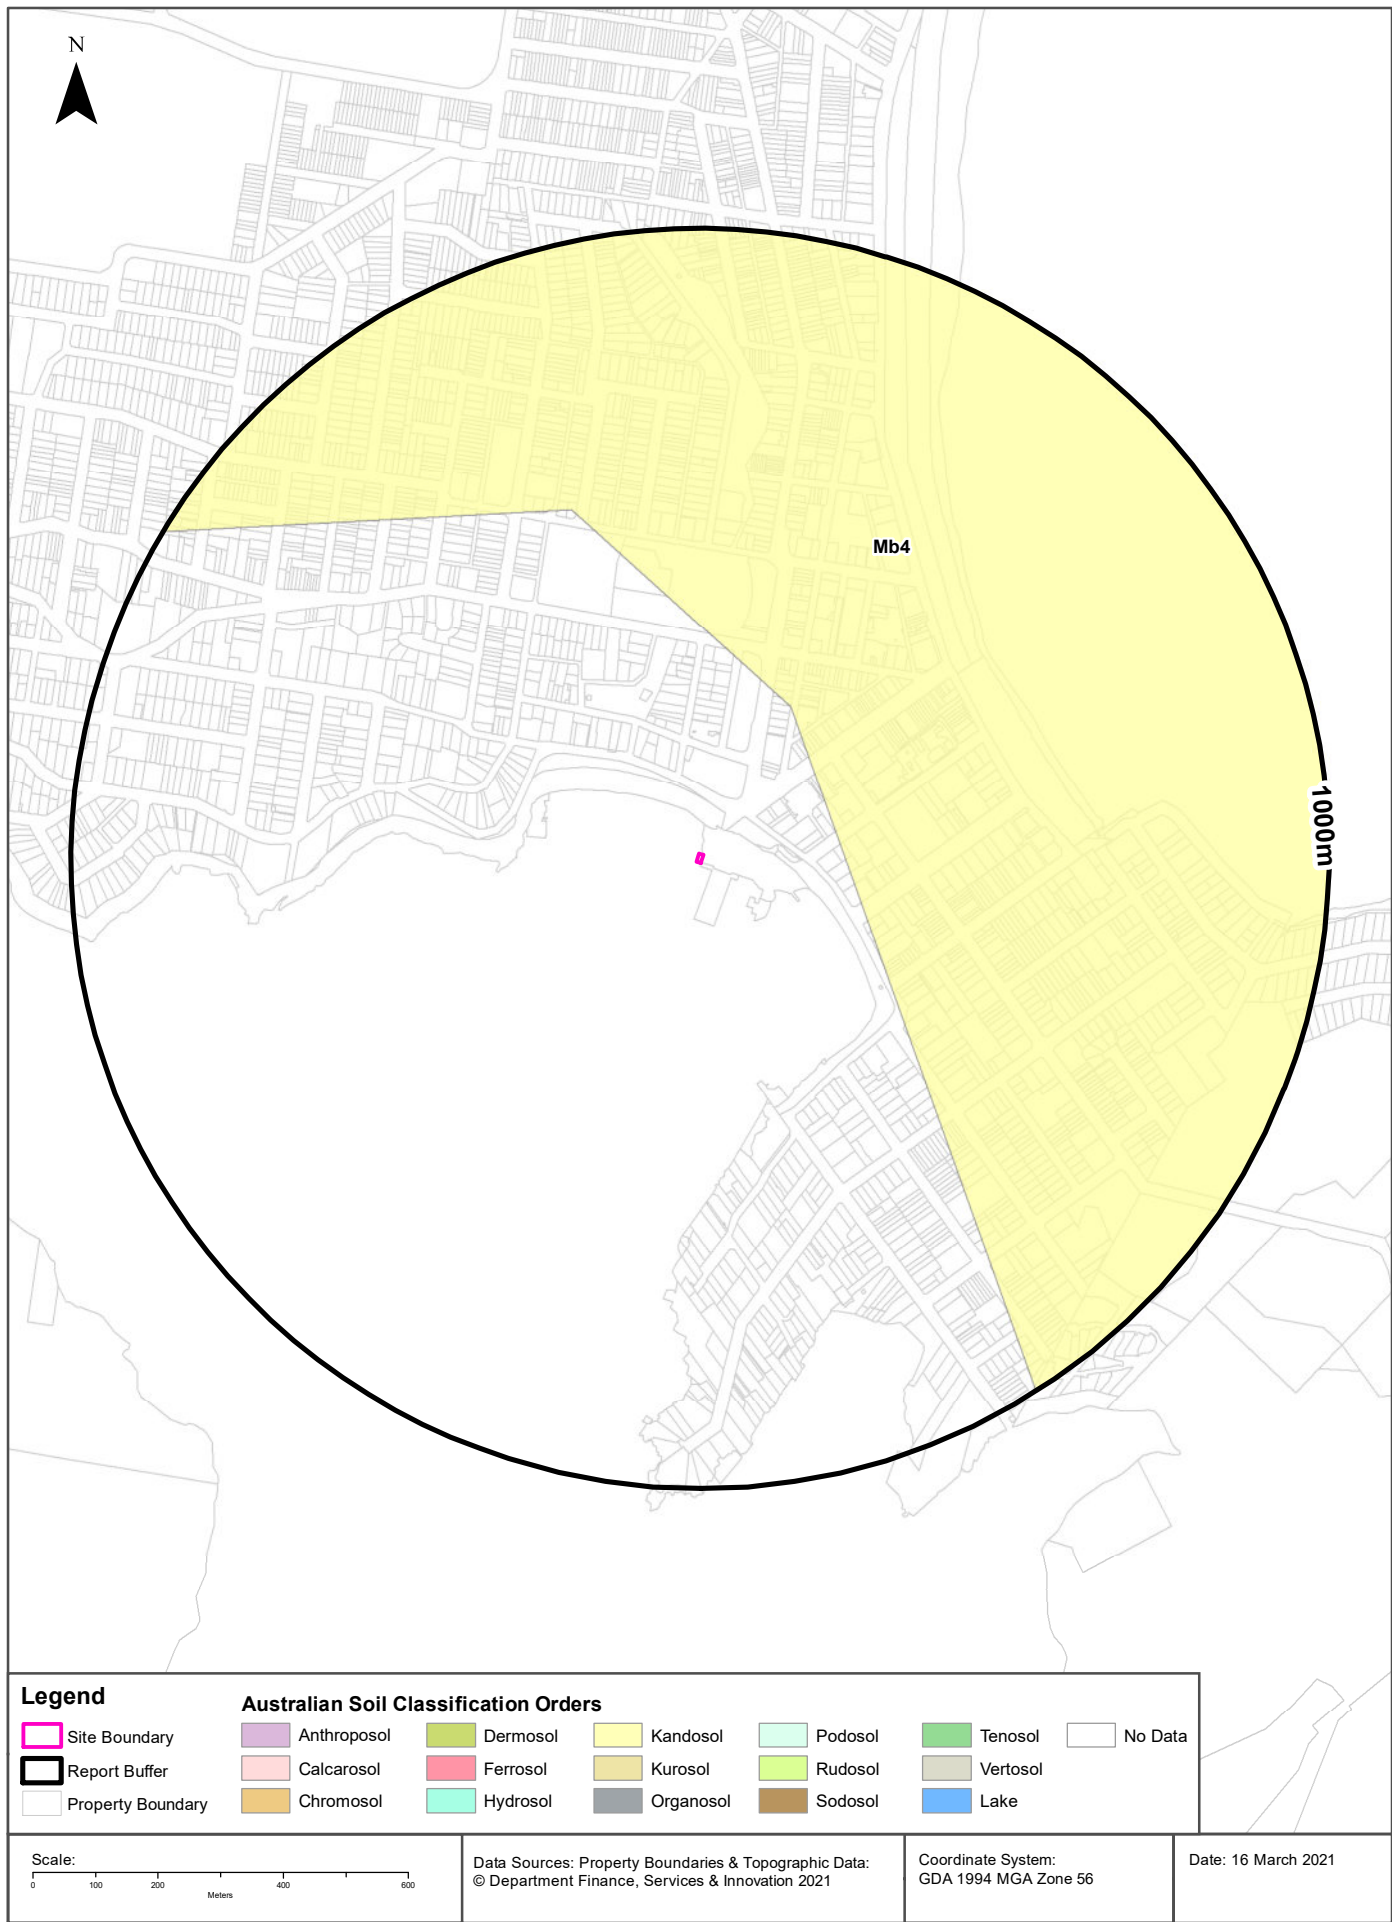 N
Mb4
1000m
Legend
Site Boundary
Report Buffer
Property Boundary
Australian Soil Classification Orders
Anthroposol
Calcarosol
Chromosol
Dermosol
Ferrosol
Hydrosol
Kandosol
Kurosol
Organosol
Podosol
Rudosol
Sodosol
Tenosol
Vertosol
Lake
No Data
Scale:
0 100 200 400 600
Meters
Data Sources: Property Boundaries & Topographic Data:
© Department Finance, Services & Innovation 2021
Coordinate System:
GDA 1994 MGA Zone 56
Date: 16 March 2021